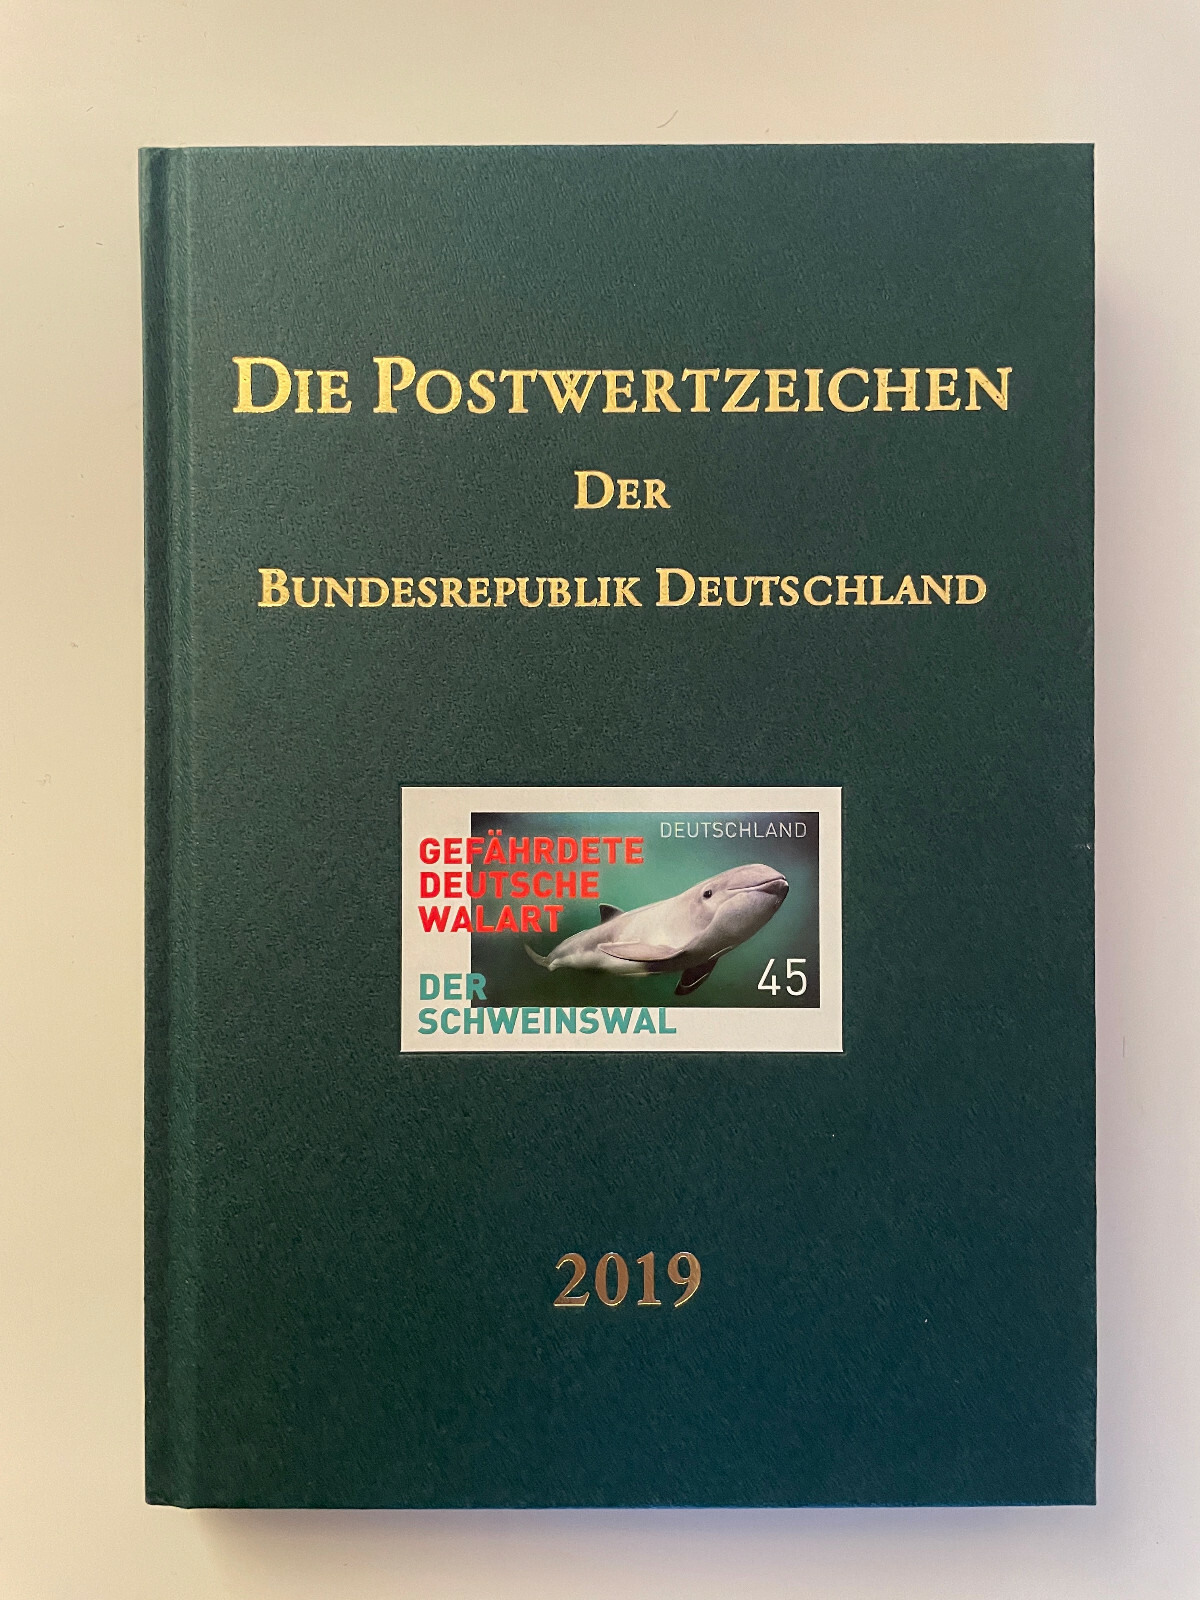 DIE POSTWERTZEICHEN
DER
BUNDESREPUBLIK DEUTSCHLAND
DEUTSCHLAND
GEFÄHRDETE
DEUTSCHE
WALART
DER
SCHWEINSWAL
45
2019